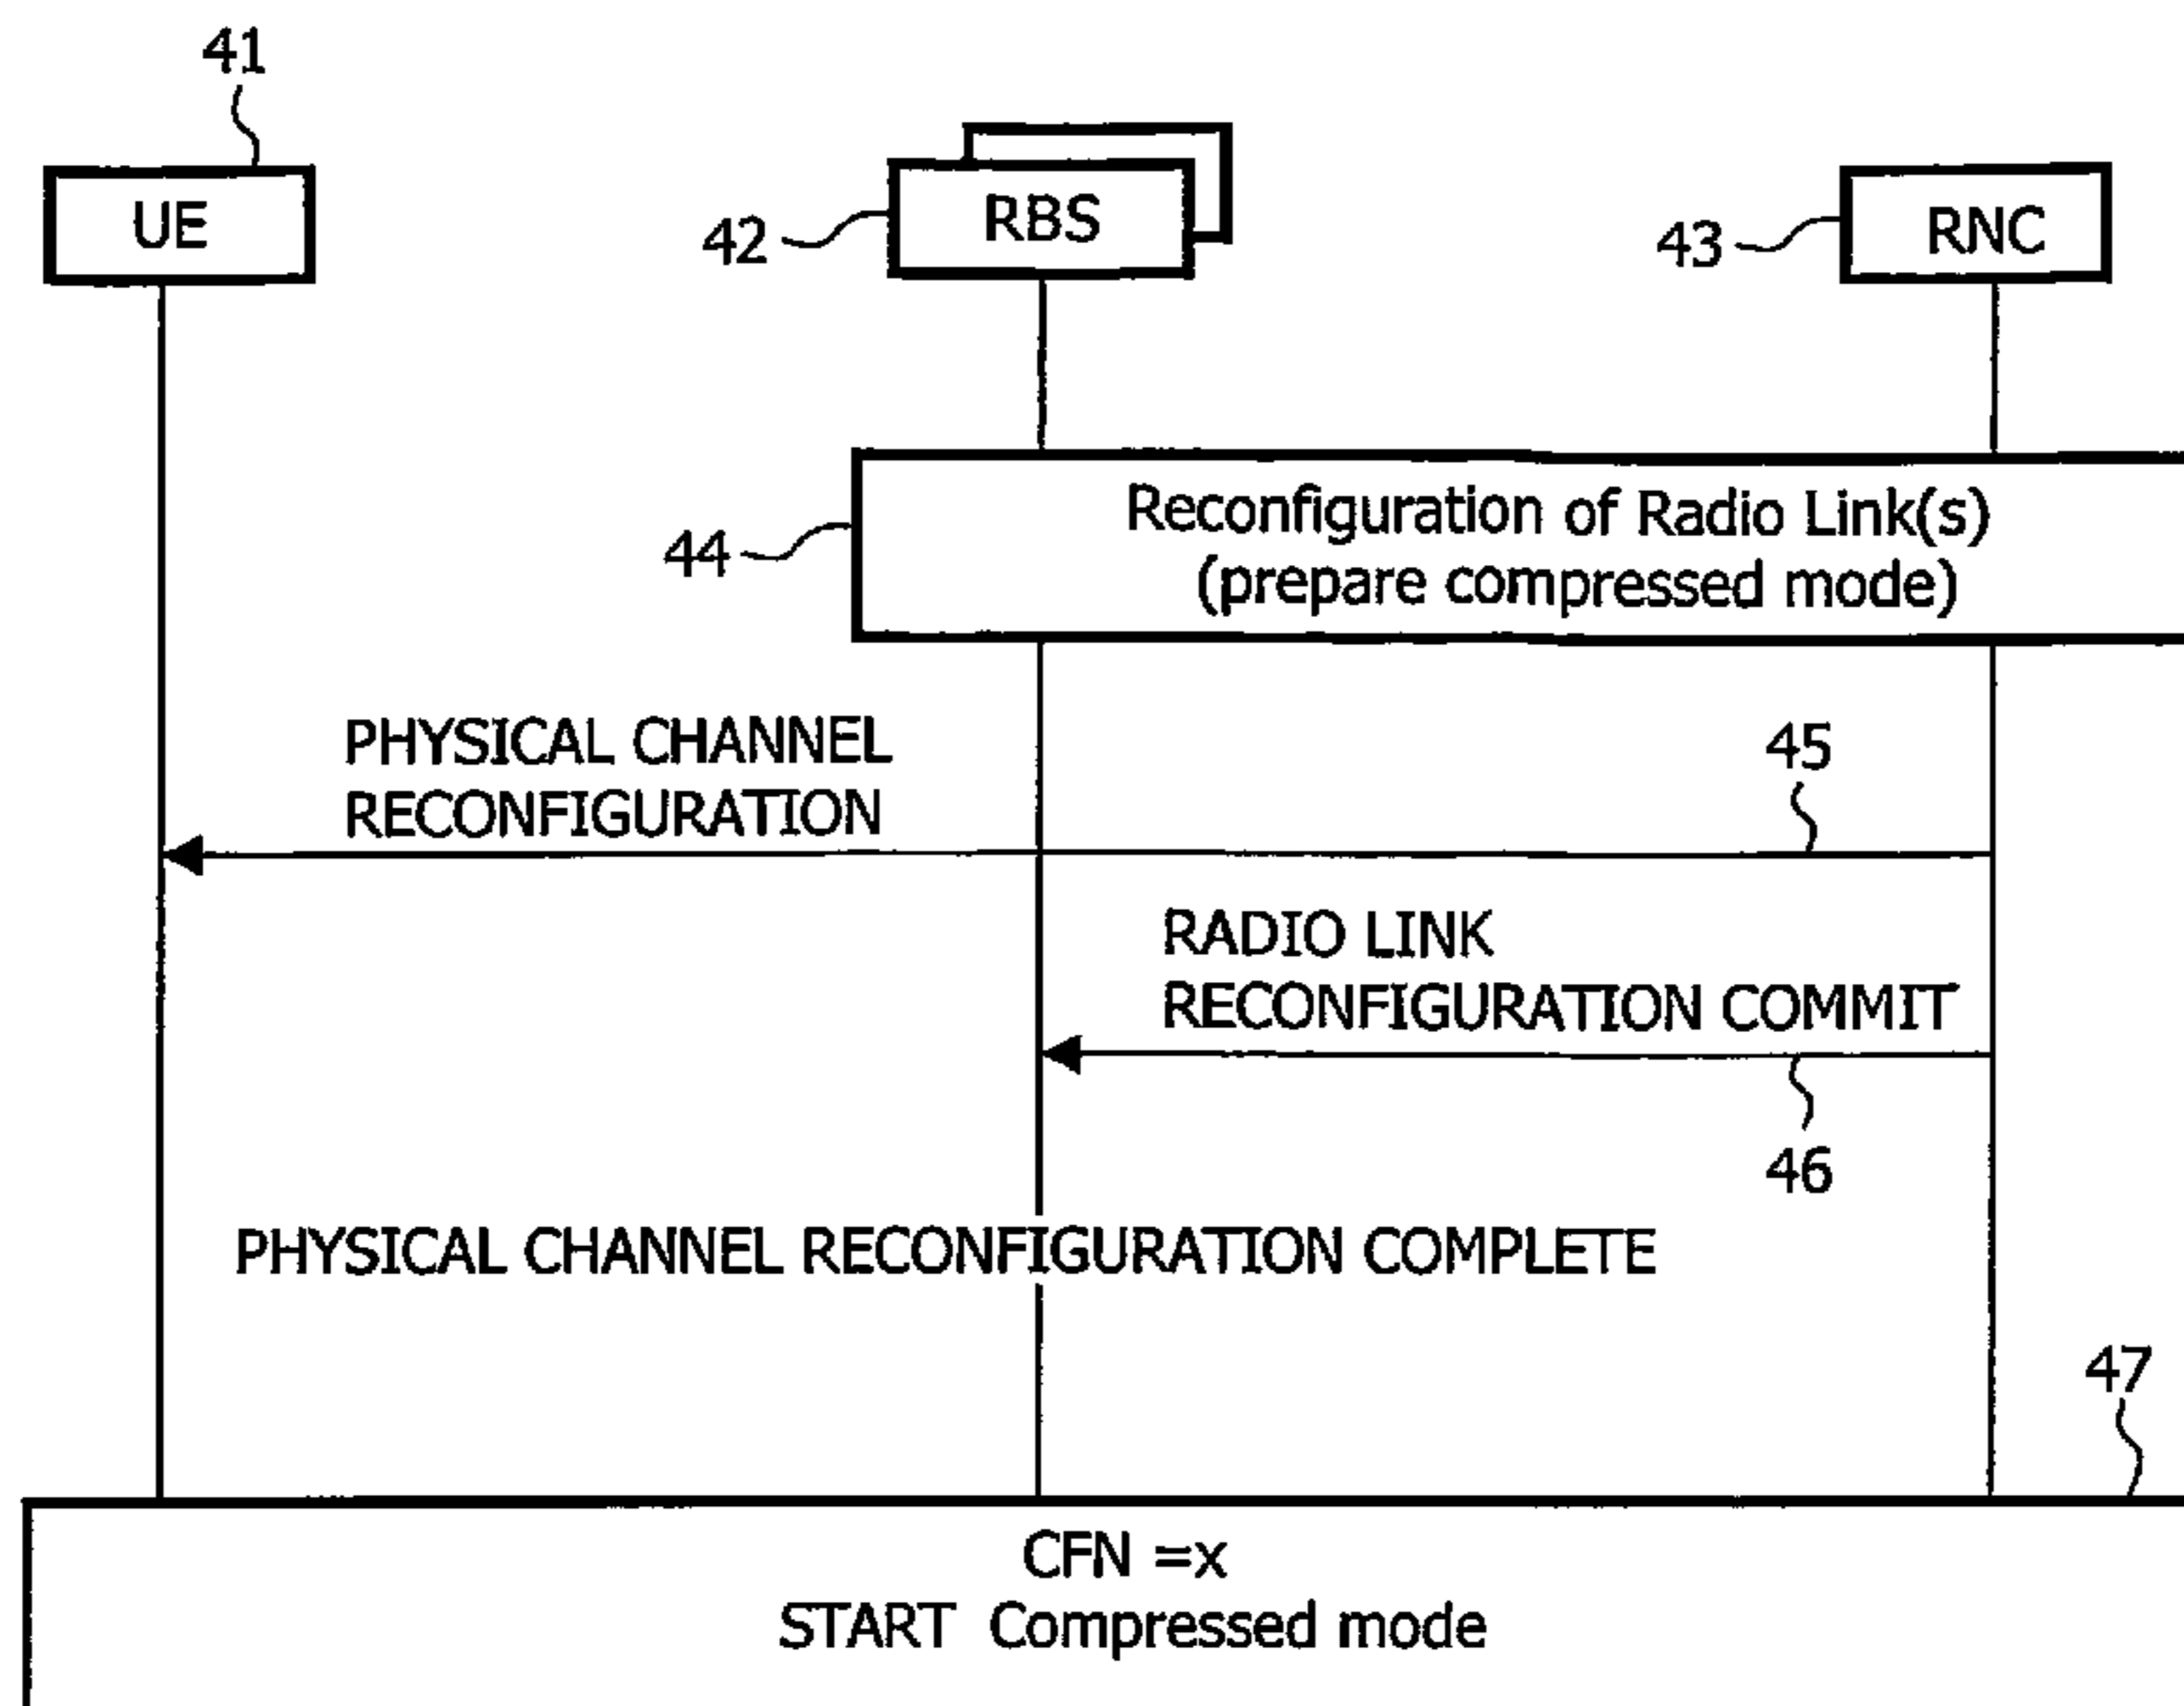 41
UE
42
RBS
43
RNC
44
Reconfiguration of Radio Link(s)
(prepare compressed mode)
PHYSICAL CHANNEL
RECONFIGURATION
45
RADIO LINK
RECONFIGURATION COMMIT
46
PHYSICAL CHANNEL RECONFIGURATION COMPLETE
47
CFN =x
START Compressed mode